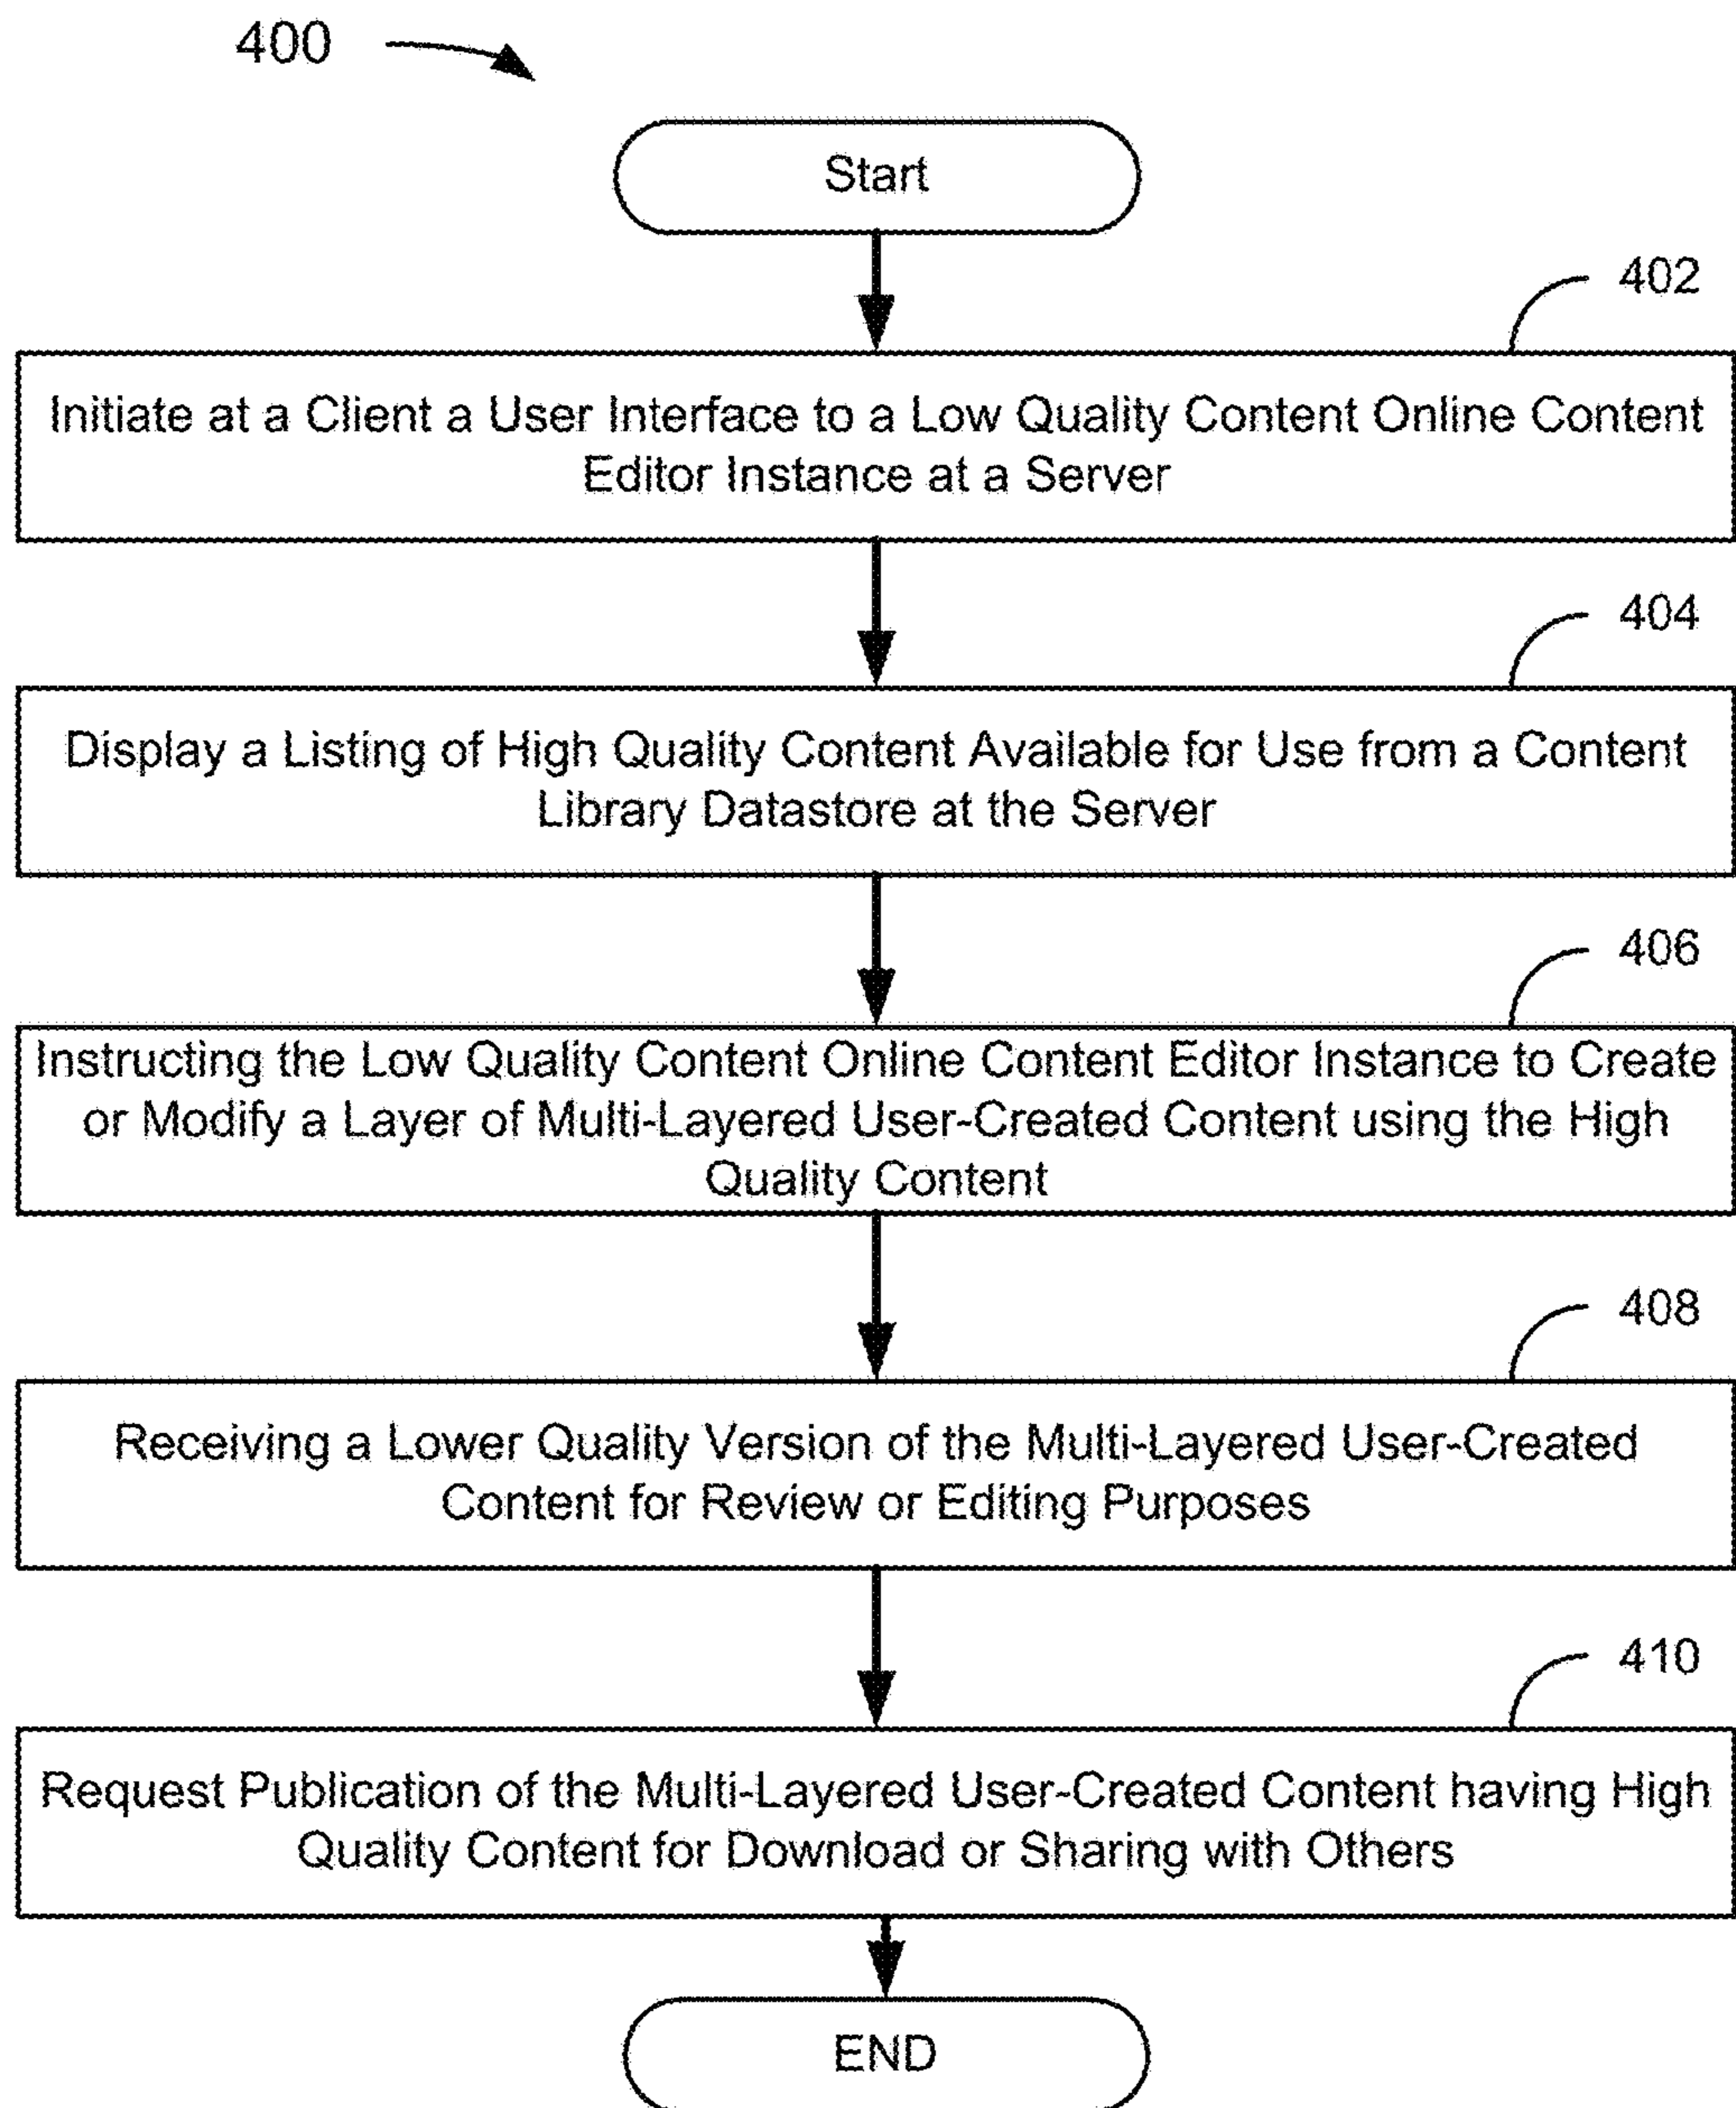 400
Start
402
Initiate at a Client a User Interface to a Low Quality Content Online Content
Editor Instance at a Server
404
Display a Listing of High Quality Content Available for Use from a Content
Library Datastore at the Server
406
Instructing the Low Quality Content Online Content Editor Instance to Create
or Modify a Layer of Multi-Layered User-Created Content using the High
Quality Content
408
Receiving a Lower Quality Version of the Multi-Layered User-Created
Content for Review or Editing Purposes
410
Request Publication of the Multi-Layered User-Created Content having High
Quality Content for Download or Sharing with Others
END